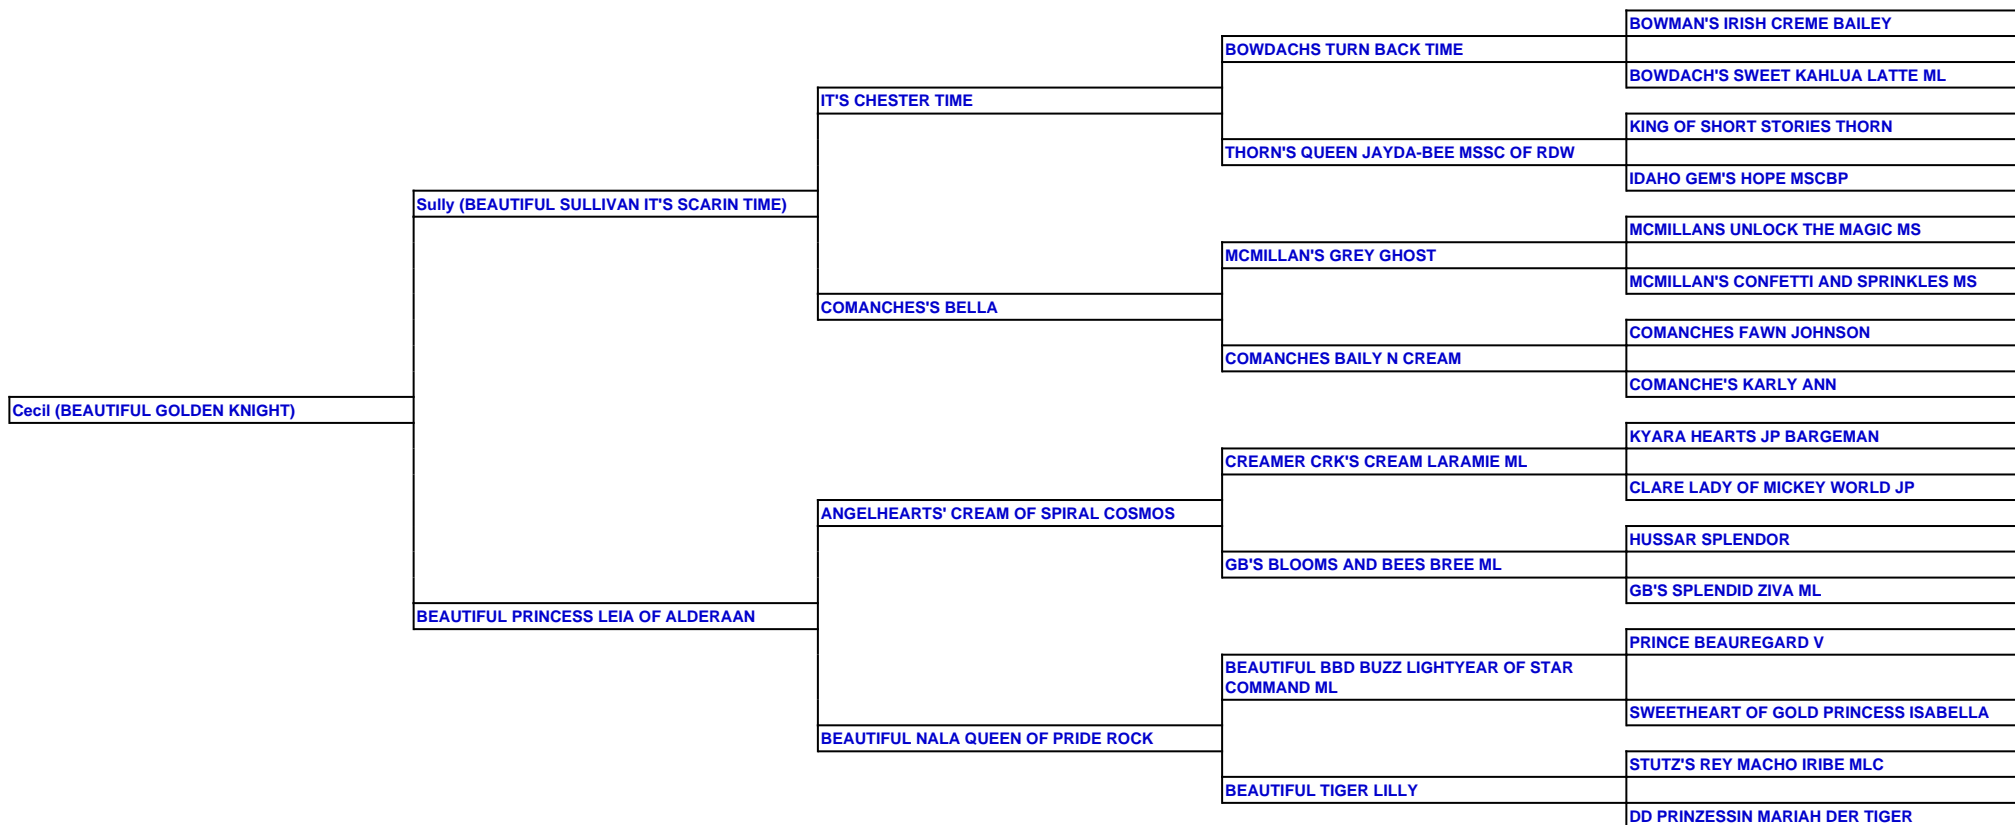 BOWMAN'S IRISH CREME BAILEY
BOWDACHS TURN BACK TIME
BOWDACH'S SWEET KAHLUA LATTE ML
IT'S CHESTER TIME
KING OF SHORT STORIES THORN
THORN'S QUEEN JAYDA-BEE MSSC OF RDW
IDAHO GEM'S HOPE MSCBP
Sully (BEAUTIFUL SULLIVAN IT'S SCARIN TIME)
MCMILLANS UNLOCK THE MAGIC MS
MCMILLAN'S GREY GHOST
MCMILLAN'S CONFETTI AND SPRINKLES MS
COMANCHES'S BELLA
COMANCHES FAWN JOHNSON
COMANCHES BAILY N CREAM
COMANCHE'S KARLY ANN
Cecil (BEAUTIFUL GOLDEN KNIGHT)
KYARA HEARTS JP BARGEMAN
CREAMER CRK'S CREAM LARAMIE ML
CLARE LADY OF MICKEY WORLD JP
ANGELHEARTS' CREAM OF SPIRAL COSMOS
HUSSAR SPLENDOR
GB'S BLOOMS AND BEES BREE ML
GB'S SPLENDID ZIVA ML
BEAUTIFUL PRINCESS LEIA OF ALDERAAN
PRINCE BEAUREGARD V
BEAUTIFUL BBD BUZZ LIGHTYEAR OF STAR
COMMAND ML
SWEETHEART OF GOLD PRINCESS ISABELLA
BEAUTIFUL NALA QUEEN OF PRIDE ROCK
STUTZ'S REY MACHO IRIBE MLC
BEAUTIFUL TIGER LILLY
DD PRINZESSIN MARIAH DER TIGER